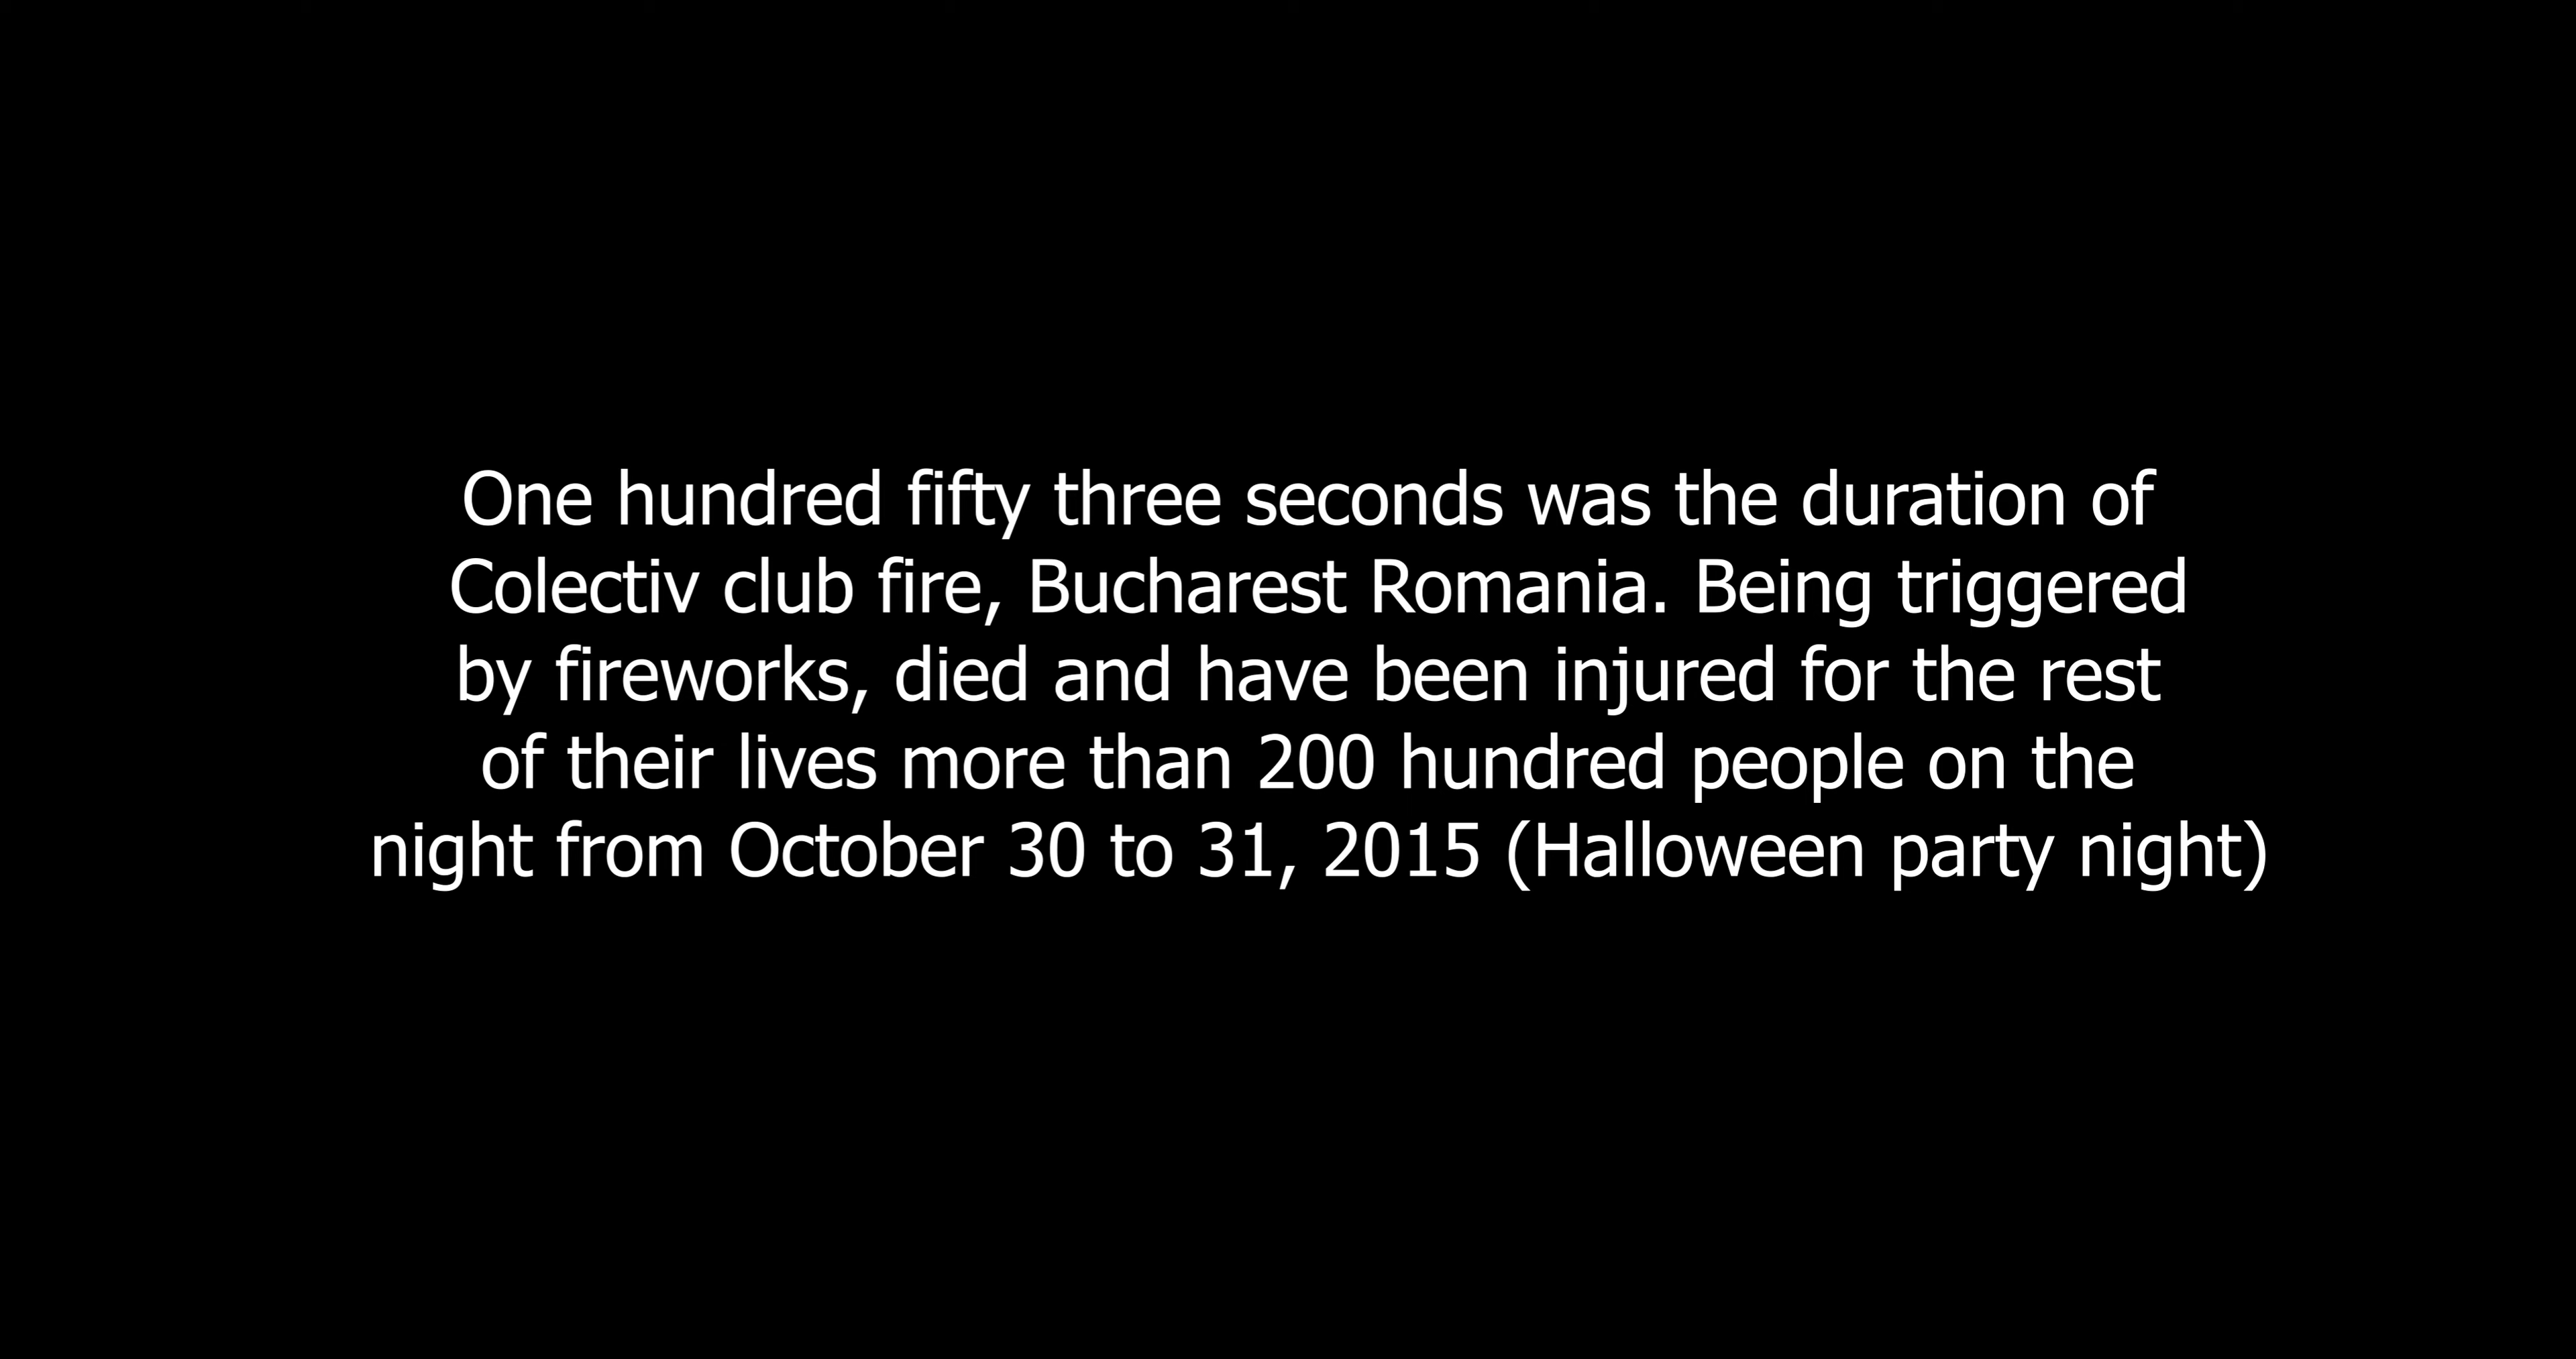 One hundred fifty three seconds was the duration of
Colectiv club fire, Bucharest Romania. Being triggered
by fireworks, died and have been injured for the rest
of their lives more than 200 hundred people on the
night from October 30 to 31, 2015 (Halloween party night)